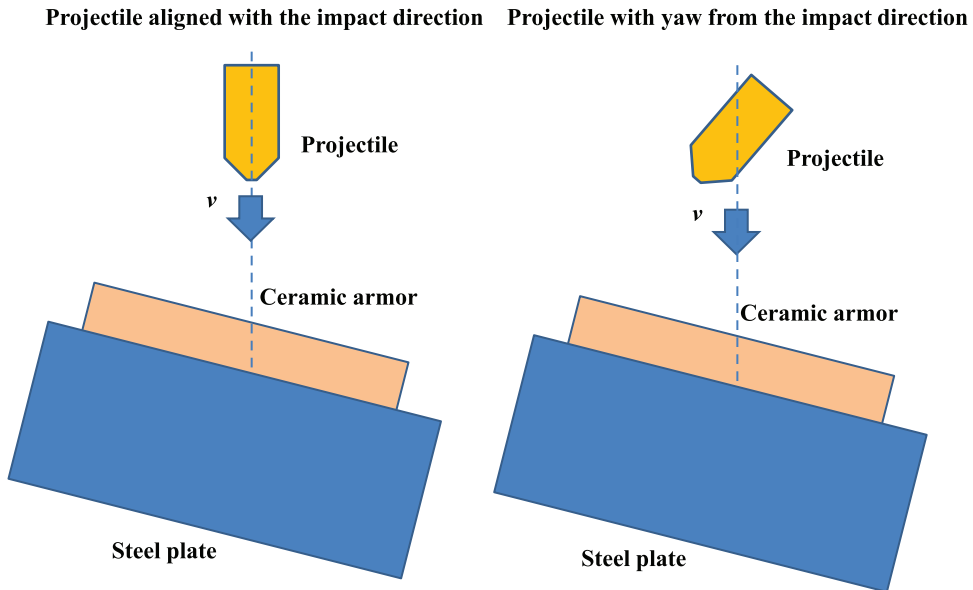 Projectile aligned with the impact direction
Projectile
v
Ceramic armor
Steel plate
Projectile with yaw from the impact direction
Projectile
v
Ceramic armor
Steel plate